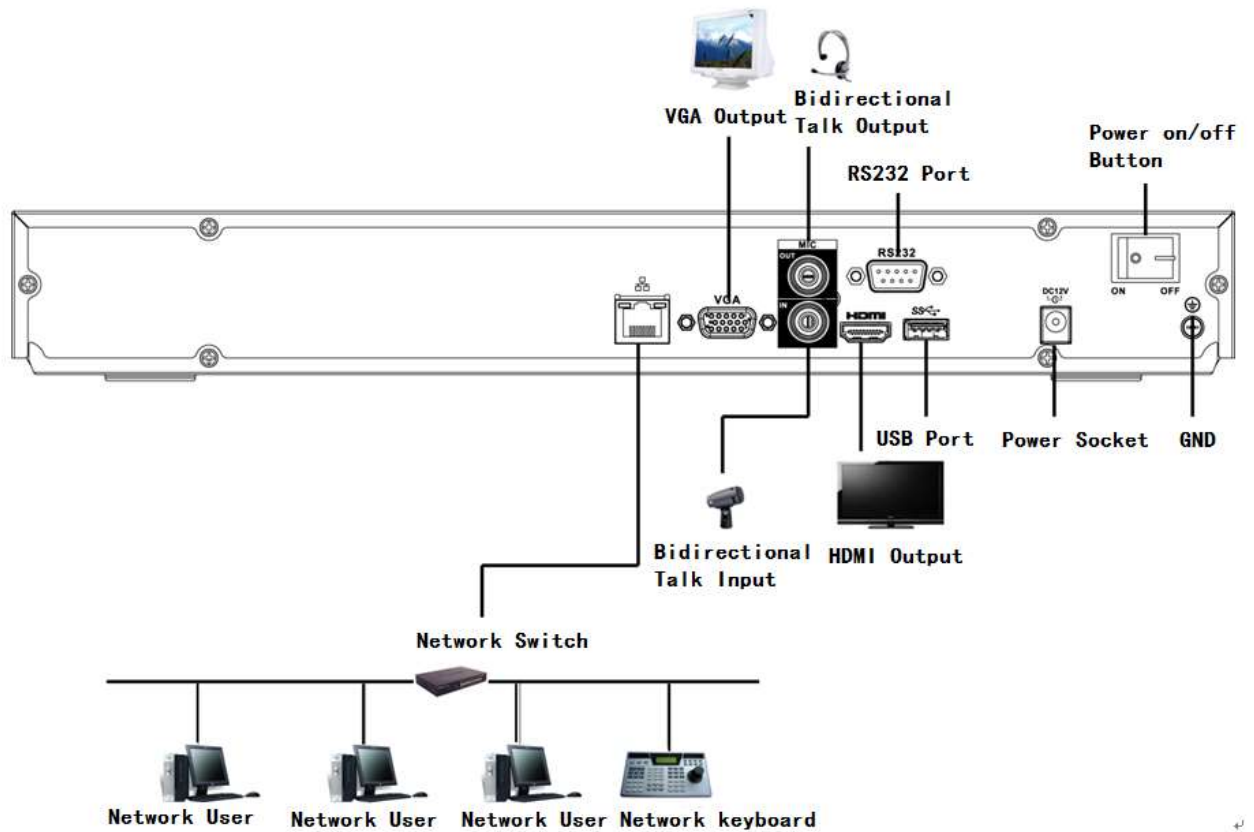 VGA Output
Bidirectional
Talk Output
RS232 Port
Power on/off
Button
MIC
OUT
RS232
VGA
IN
HDMI
SS
DC12V
ON OFF
USB Port
Power Socket
GND
Bidirectional
Talk Input
HDMI Output
Network Switch
Network User
Network User
Network User
Network keyboard